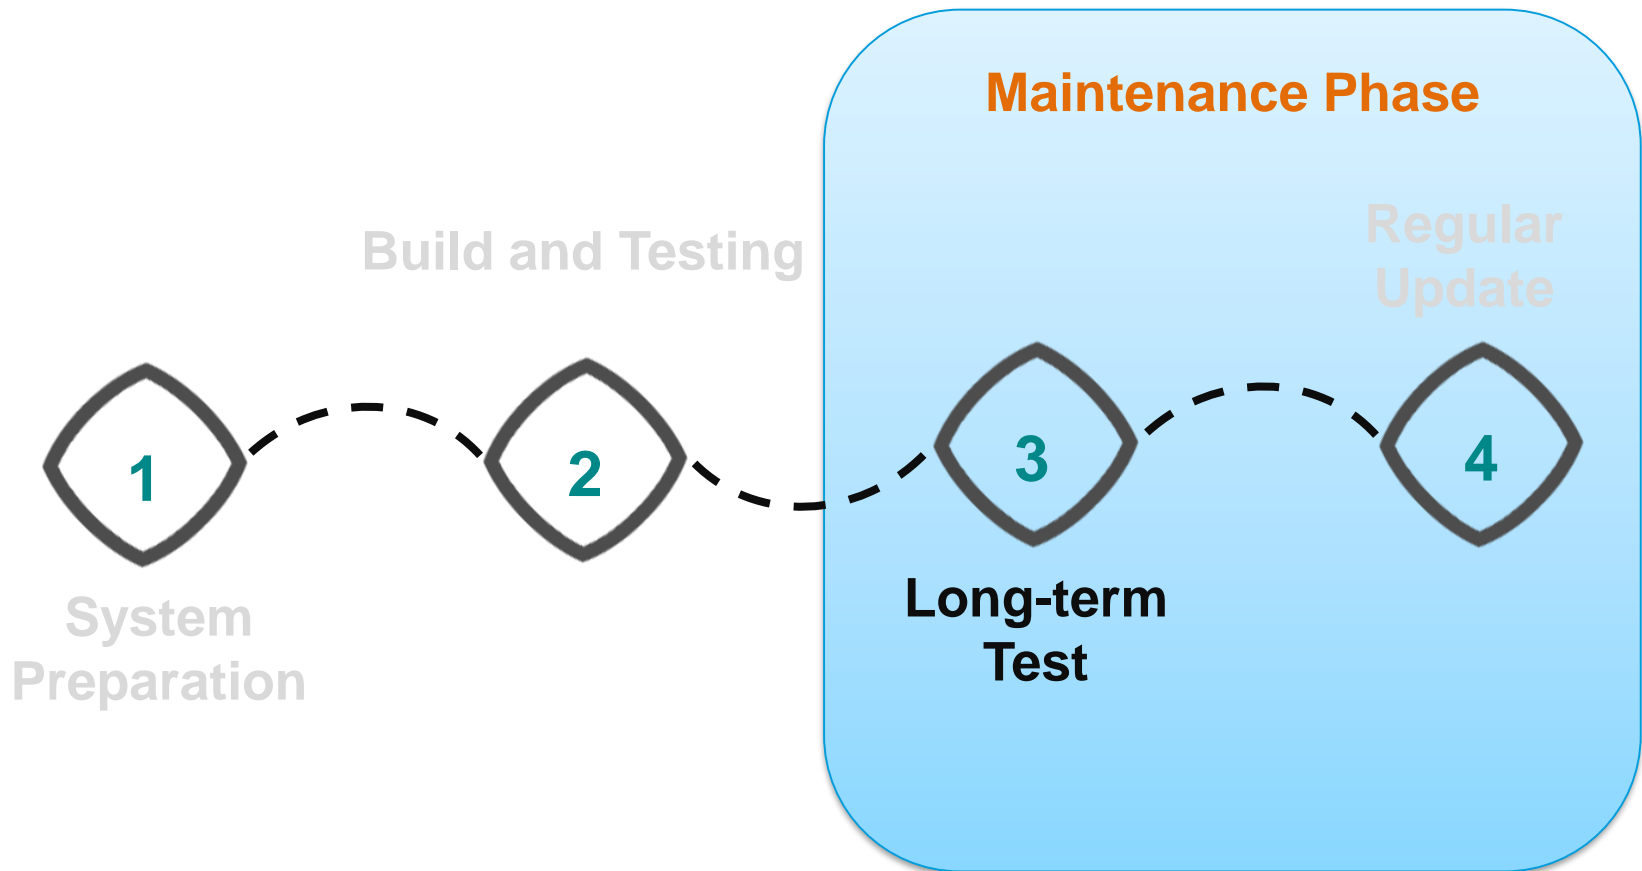 Maintenance Phase
Build and Testing
Regular
Update
1
2
3
4
System
Preparation
Long-term
Test